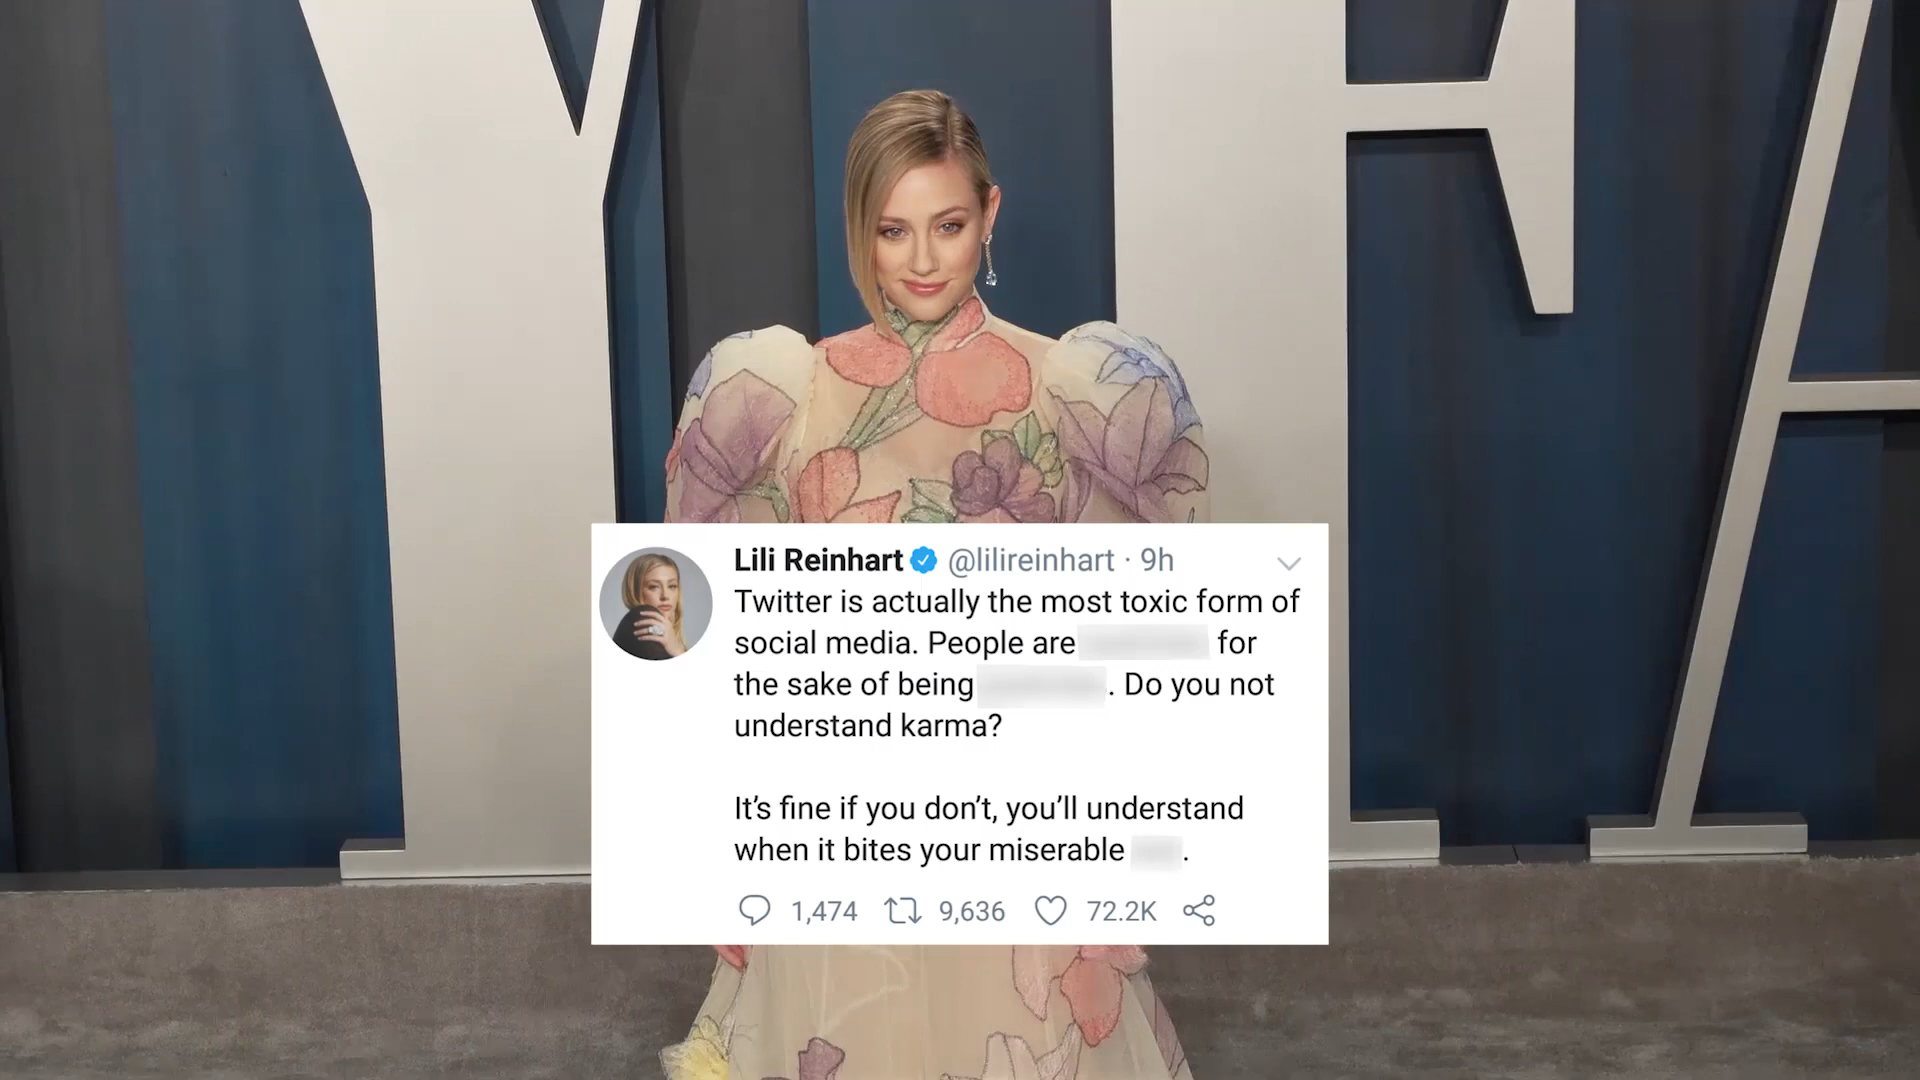 Y F A
Lili Reinhart @lilireinhart · 9h
Twitter is actually the most toxic form of
social media. People are for
the sake of being . Do you not
understand karma?
It’s fine if you don’t, you’ll understand
when it bites your miserable .
1,474 9,636 72.2K